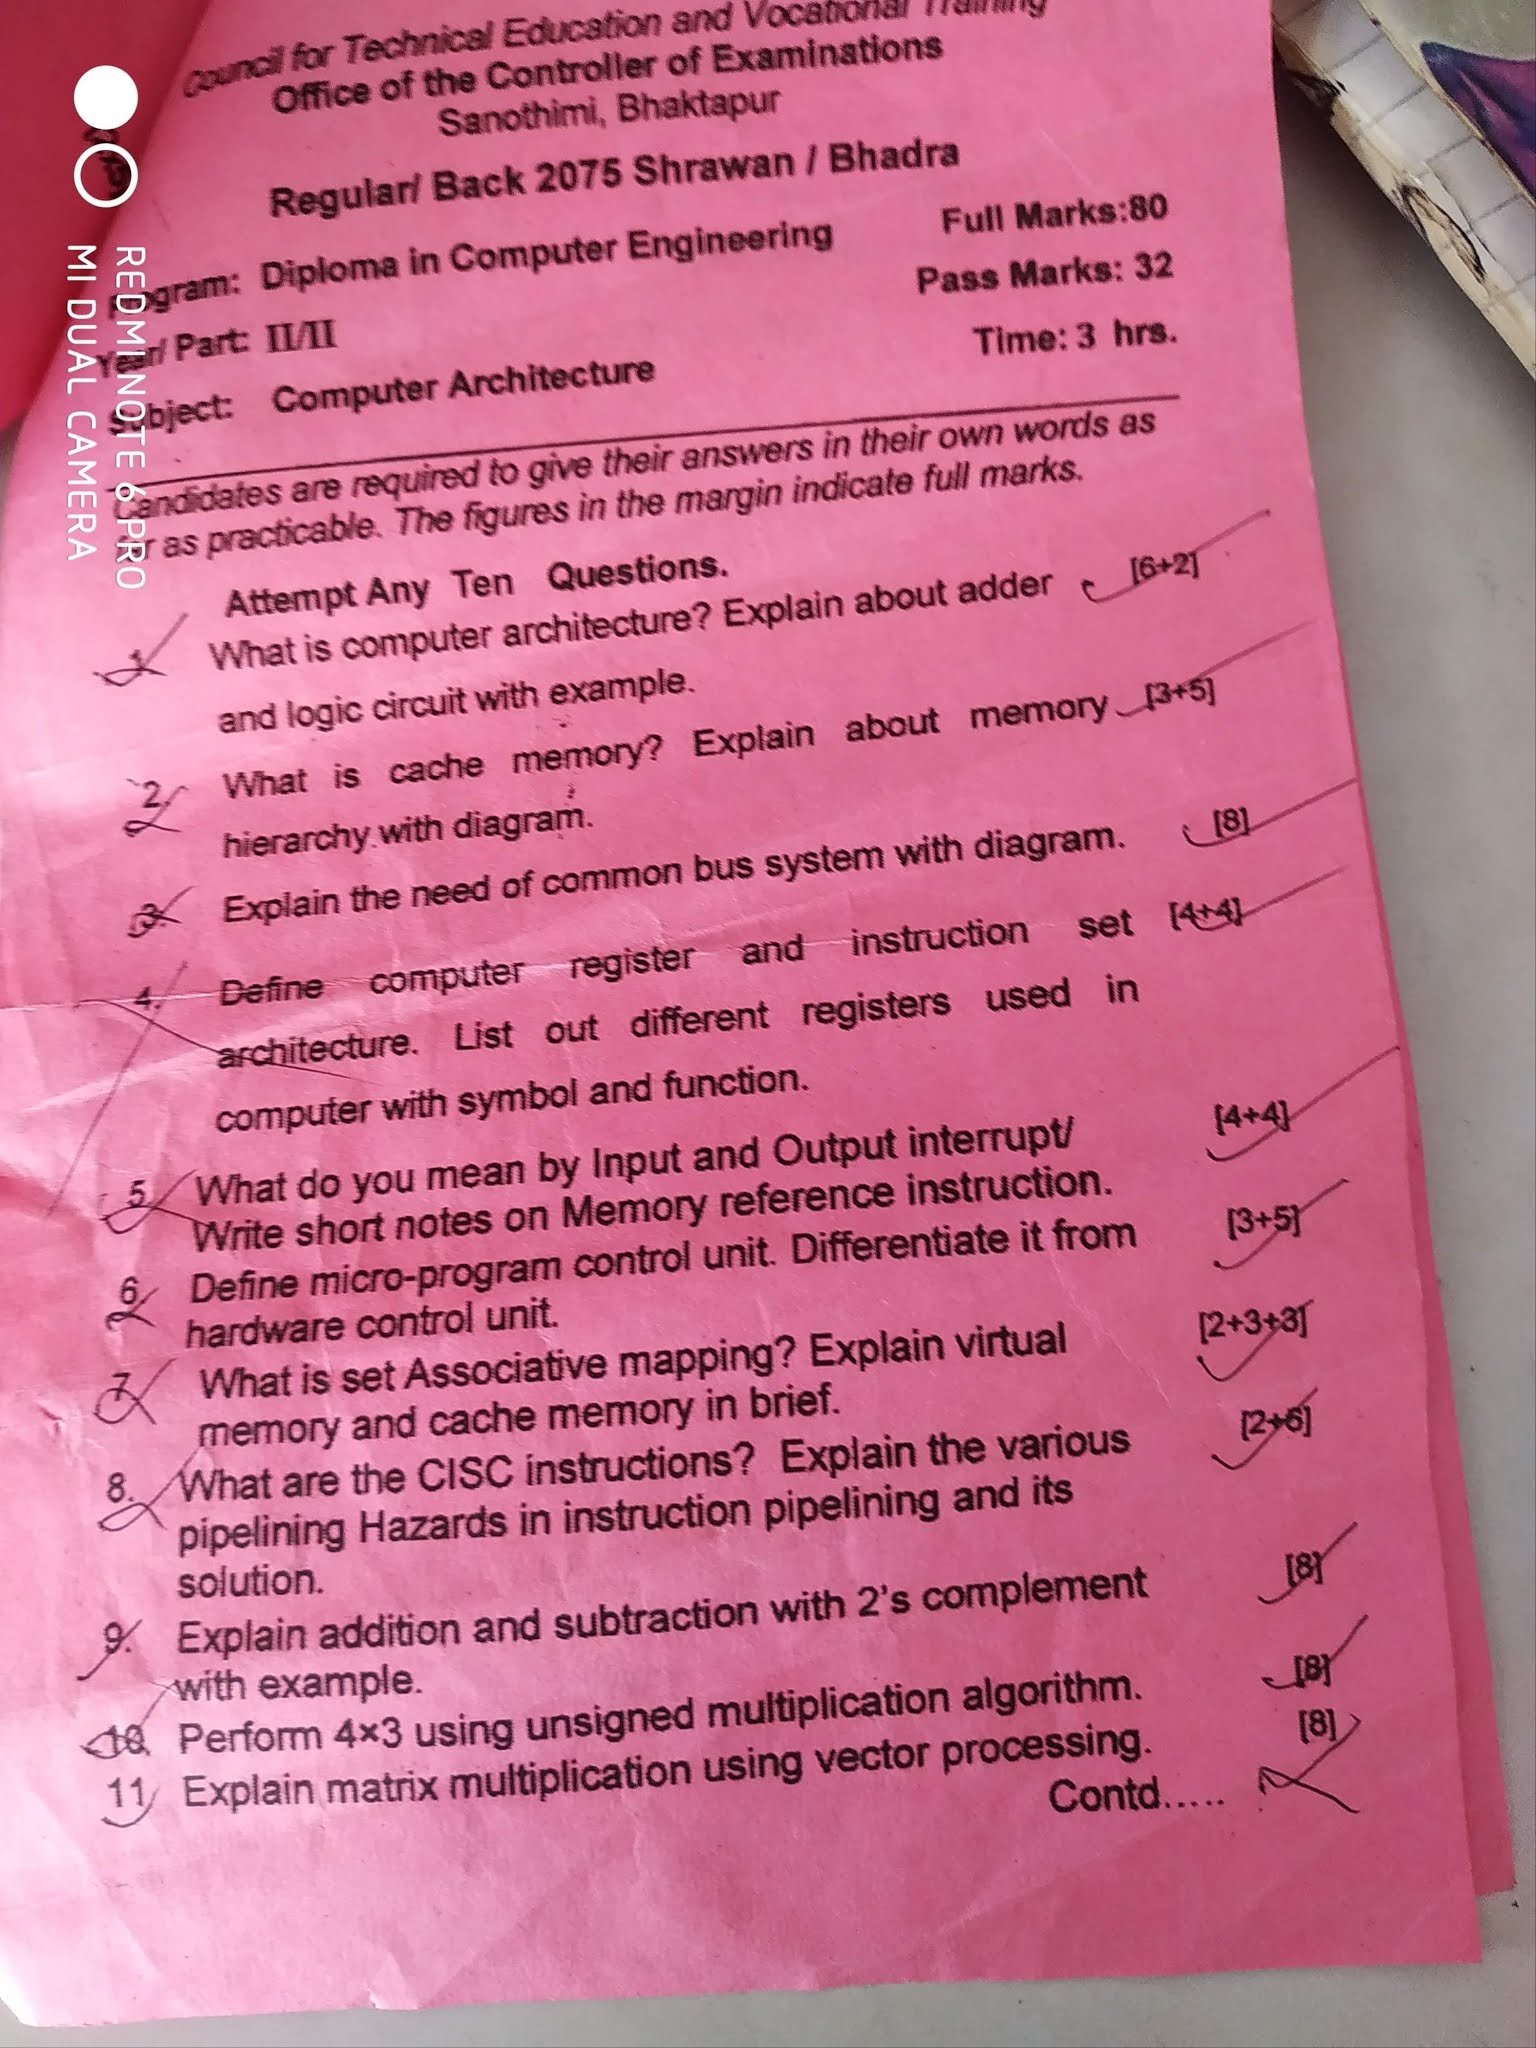 Council for Technical Education and Vocational Training
Office of the Controller of Examinations
Sanothimi, Bhaktapur
Regular/ Back 2075 Shrawan / Bhadra
Program: Diploma in Computer Engineering
Full Marks:80
Year/ Part: II/II
Pass Marks: 32
Subject: Computer Architecture
Time: 3 hrs.
Candidates are required to give their answers in their own words as
as practicable. The figures in the margin indicate full marks.
Attempt Any Ten Questions.
1. What is computer architecture? Explain about adder [6+2]
and logic circuit with example.
2. What is cache memory? Explain about memory [3+5]
hierarchy with diagram.
3. Explain the need of common bus system with diagram. [8]
4. Define computer register and instruction set [4+4]
architecture. List out different registers used in
computer with symbol and function.
5. What do you mean by Input and Output interrupt/ [4+4]
Write short notes on Memory reference instruction.
6. Define micro-program control unit. Differentiate it from [3+5]
hardware control unit.
7. What is set Associative mapping? Explain virtual [2+3+3]
memory and cache memory in brief.
8. What are the CISC instructions? Explain the various [2+6]
pipelining Hazards in instruction pipelining and its
solution.
9. Explain addition and subtraction with 2's complement [8]
with example.
10. Perform 4×3 using unsigned multiplication algorithm. [8]
11 Explain matrix multiplication using vector processing. [8]
Contd.....
REDMI NOTE 6 PRO
MI DUAL CAMERA